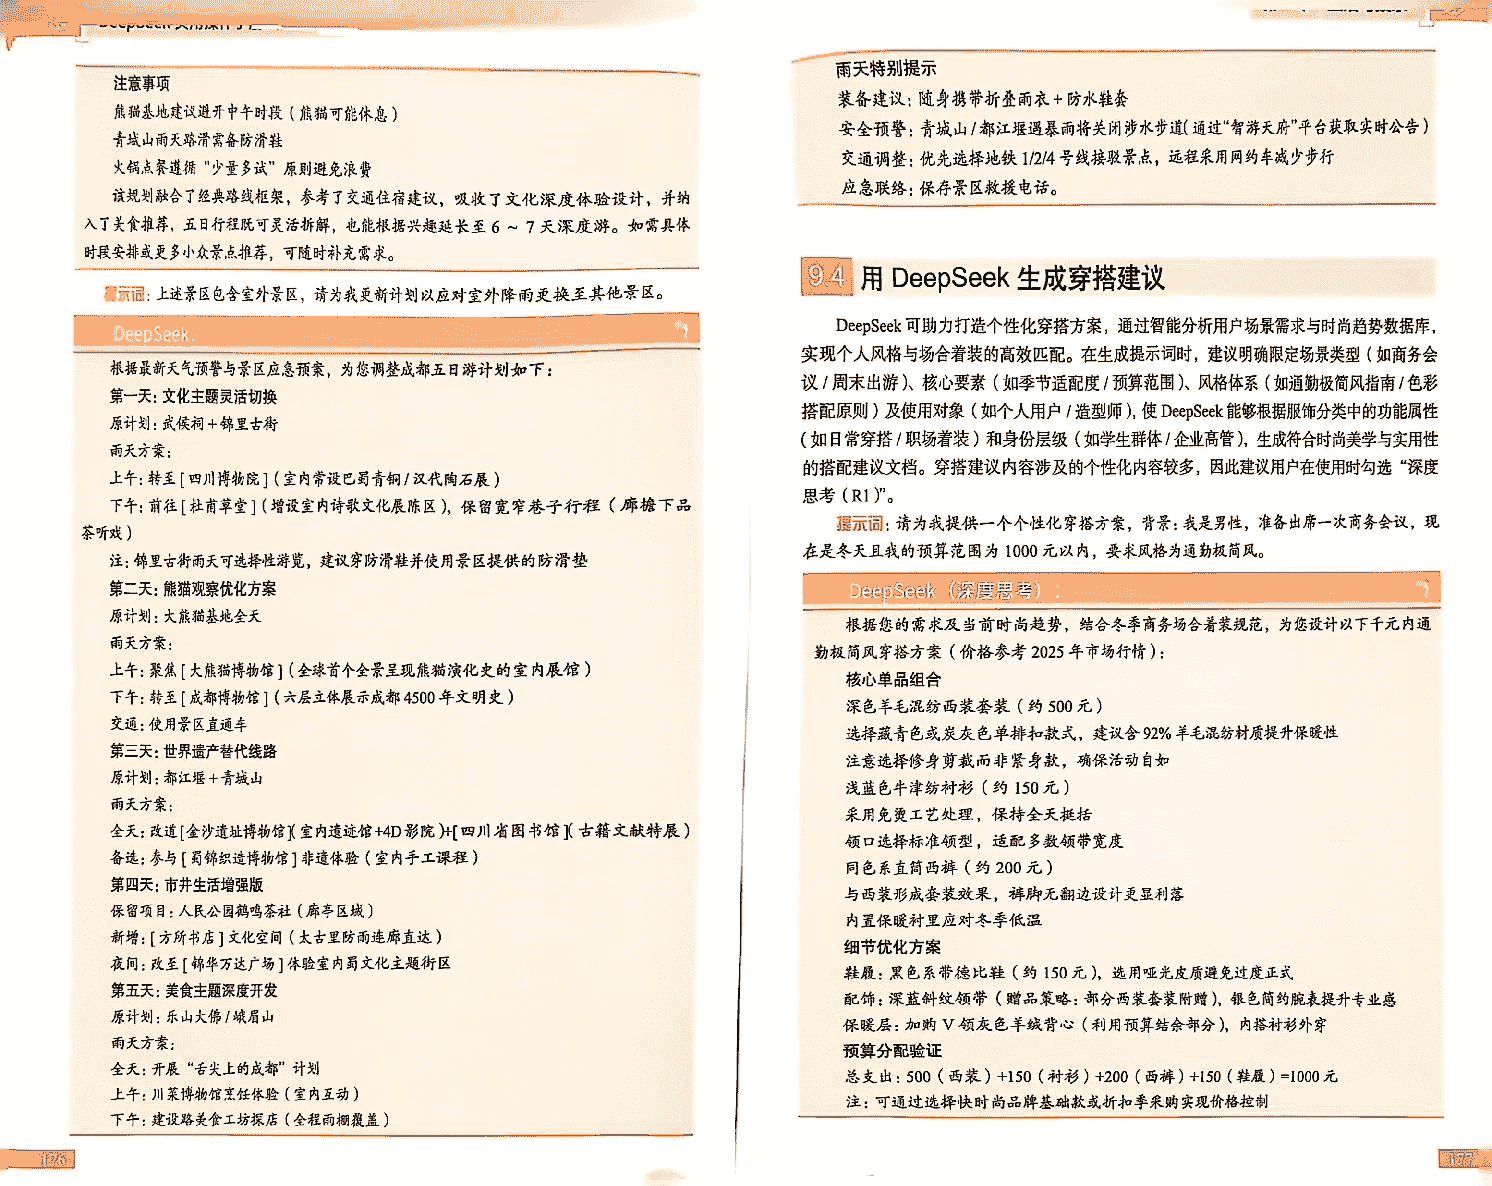 注意事项
熊猫基地建议避开中午时段（熊猫可能休息）
青城山雨天路滑需备防滑鞋
火锅点餐遵循“少量多试”原则避免浪费
该规划融合了经典路线框架，参考了交通住宿建议，吸收了文化深度体验设计，并纳
入了美食推荐，五日行程既可灵活拆解，也能根据兴趣延长至 6 ～ 7 天深度游。如需具体
时段安排或更多小众景点推荐，可随时补充需求。
提示词：上述景区包含室外景区，请为我更新计划以应对室外降雨更换至其他景区。
DeepSeek:
根据最新天气预警与景区应急预案，为您调整成都五日游计划如下：
第一天：文化主题灵活切换
原计划：武侯祠＋锦里古街
雨天方案：
上午：转至［四川博物院］（室内常设巴蜀青铜 / 汉代陶石展）
下午：前往［杜甫草堂］（增设室内诗歌文化展陈区），保留宽窄巷子行程（廊檐下品
茶听戏）
注：锦里古街雨天可选择性游览，建议穿防滑鞋并使用景区提供的防滑垫
第二天：熊猫观察优化方案
原计划：大熊猫基地全天
雨天方案：
上午：聚焦［大熊猫博物馆］（全球首个全景呈现熊猫演化史的室内展馆）
下午：转至［成都博物馆］（六层立体展示成都 4500 年文明史）
交通：使用景区直通车
第三天：世界遗产替代线路
原计划：都江堰＋青城山
雨天方案：
全天：改道［金沙遗址博物馆］（室内遗迹馆+4D 影院）+［四川省图书馆］（古籍文献特展）
备选：参与［蜀锦织造博物馆］非遗体验（室内手工课程）
第四天：市井生活增强版
保留项目：人民公园鹤鸣茶社（廊亭区域）
新增：［方所书店］文化空间（太古里防雨连廊直达）
夜间：改至［锦华万达广场］体验室内蜀文化主题街区
第五天：美食主题深度开发
原计划：乐山大佛 / 峨眉山
雨天方案：
全天：开展“舌尖上的成都”计划
上午：川菜博物馆烹饪体验（室内互动）
下午：建设路美食工坊探店（全程雨棚覆盖）
176
雨天特别提示
装备建议：随身携带折叠雨衣＋防水鞋套
安全预警：青城山 / 都江堰遇暴雨将关闭涉水步道（通过“智游天府”平台获取实时公告）
交通调整：优先选择地铁 1/2/4 号线接驳景点，远程采用网约车减少步行
应急联络：保存景区救援电话。
9.4 用 DeepSeek 生成穿搭建议
DeepSeek 可助力打造个性化穿搭方案，通过智能分析用户场景需求与时尚趋势数据库，
实现个人风格与场合着装的高效匹配。在生成提示词时，建议明确限定场景类型（如商务会
议 / 周末出游）、核心要素（如季节适配度 / 预算范围）、风格体系（如通勤极简风指南 / 色彩
搭配原则）及使用对象（如个人用户 / 造型师），使 DeepSeek 能够根据服饰分类中的功能属性
（如日常穿搭 / 职场着装）和身份层级（如学生群体 / 企业高管），生成符合时尚美学与实用性
的搭配建议文档。穿搭建议内容涉及的个性化内容较多，因此建议用户在使用时勾选“深度
思考（R1）”。
提示词：请为我提供一个个性化穿搭方案，背景：我是男性，准备出席一次商务会议，现
在是冬天且我的预算范围为 1000 元以内，要求风格为通勤极简风。
DeepSeek（深度思考）：
根据您的需求及当前时尚趋势，结合冬季商务场合着装规范，为您设计以下千元内通
勤极简风穿搭方案（价格参考 2025 年市场行情）：
核心单品组合
深色羊毛混纺西装套装（约 500 元）
选择藏青色或炭灰色单排扣款式，建议含 92% 羊毛混纺材质提升保暖性
注意选择修身剪裁而非紧身款，确保活动自如
浅蓝色牛津纺衬衫（约 150 元）
采用免烫工艺处理，保持全天挺括
领口选择标准领型，适配多数领带宽度
同色系直筒西裤（约 200 元）
与西装形成套装效果，裤脚无翻边设计更显利落
内置保暖衬里应对冬季低温
细节优化方案
鞋履：黑色系带德比鞋（约 150 元），选用哑光皮质避免过度正式
配饰：深蓝斜纹领带（赠品策略：部分西装套装附赠），银色简约腕表提升专业感
保暖层：加购 V 领灰色羊绒背心（利用预算结余部分），内搭衬衫外穿
预算分配验证
总支出：500（西装）+150（衬衫）+200（西裤）+150（鞋履）=1000 元
注：可通过选择快时尚品牌基础款或折扣季采购实现价格控制
177